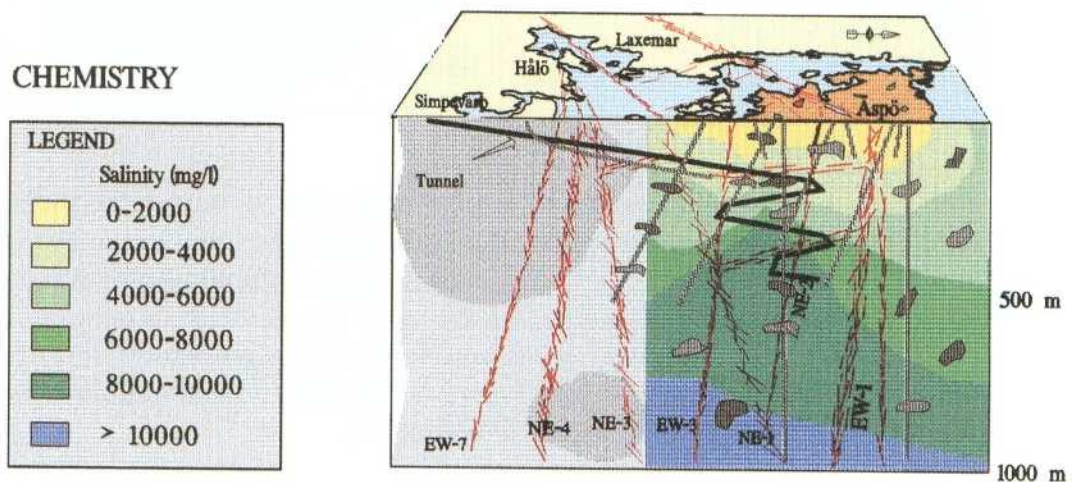 CHEMISTRY
LEGEND
Salinity (mg/l)
0-2000
2000-4000
4000-6000
6000-8000
8000-10000
> 10000
Laxemar
Hålö
Simpevarp
Äspö
Tunnel
NE-2
500 m
EW-7
NE-4
NE-3
EW-3
NE-1
EW-1
1000 m